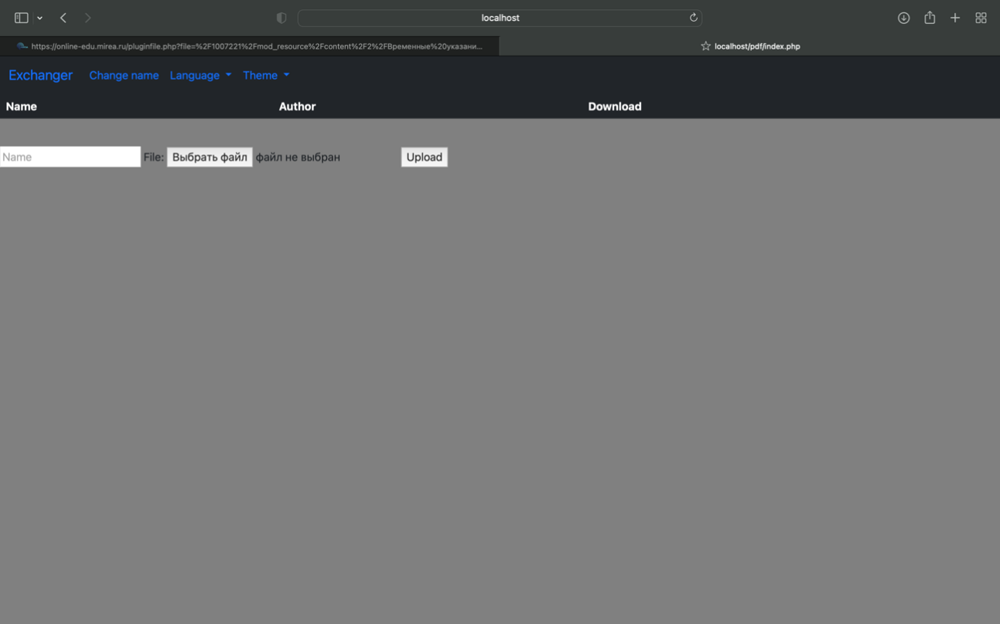 localhost
https://online-edu.mirea.ru/pluginfile.php?file=%2F1007221%2Fmod_resource%2Fcontent%2F2%2FВременные%20указани...
localhost/pdf/index.php
Exchanger Change name Language Theme
Name Author Download
Name File: Выбрать файл файл не выбран Upload